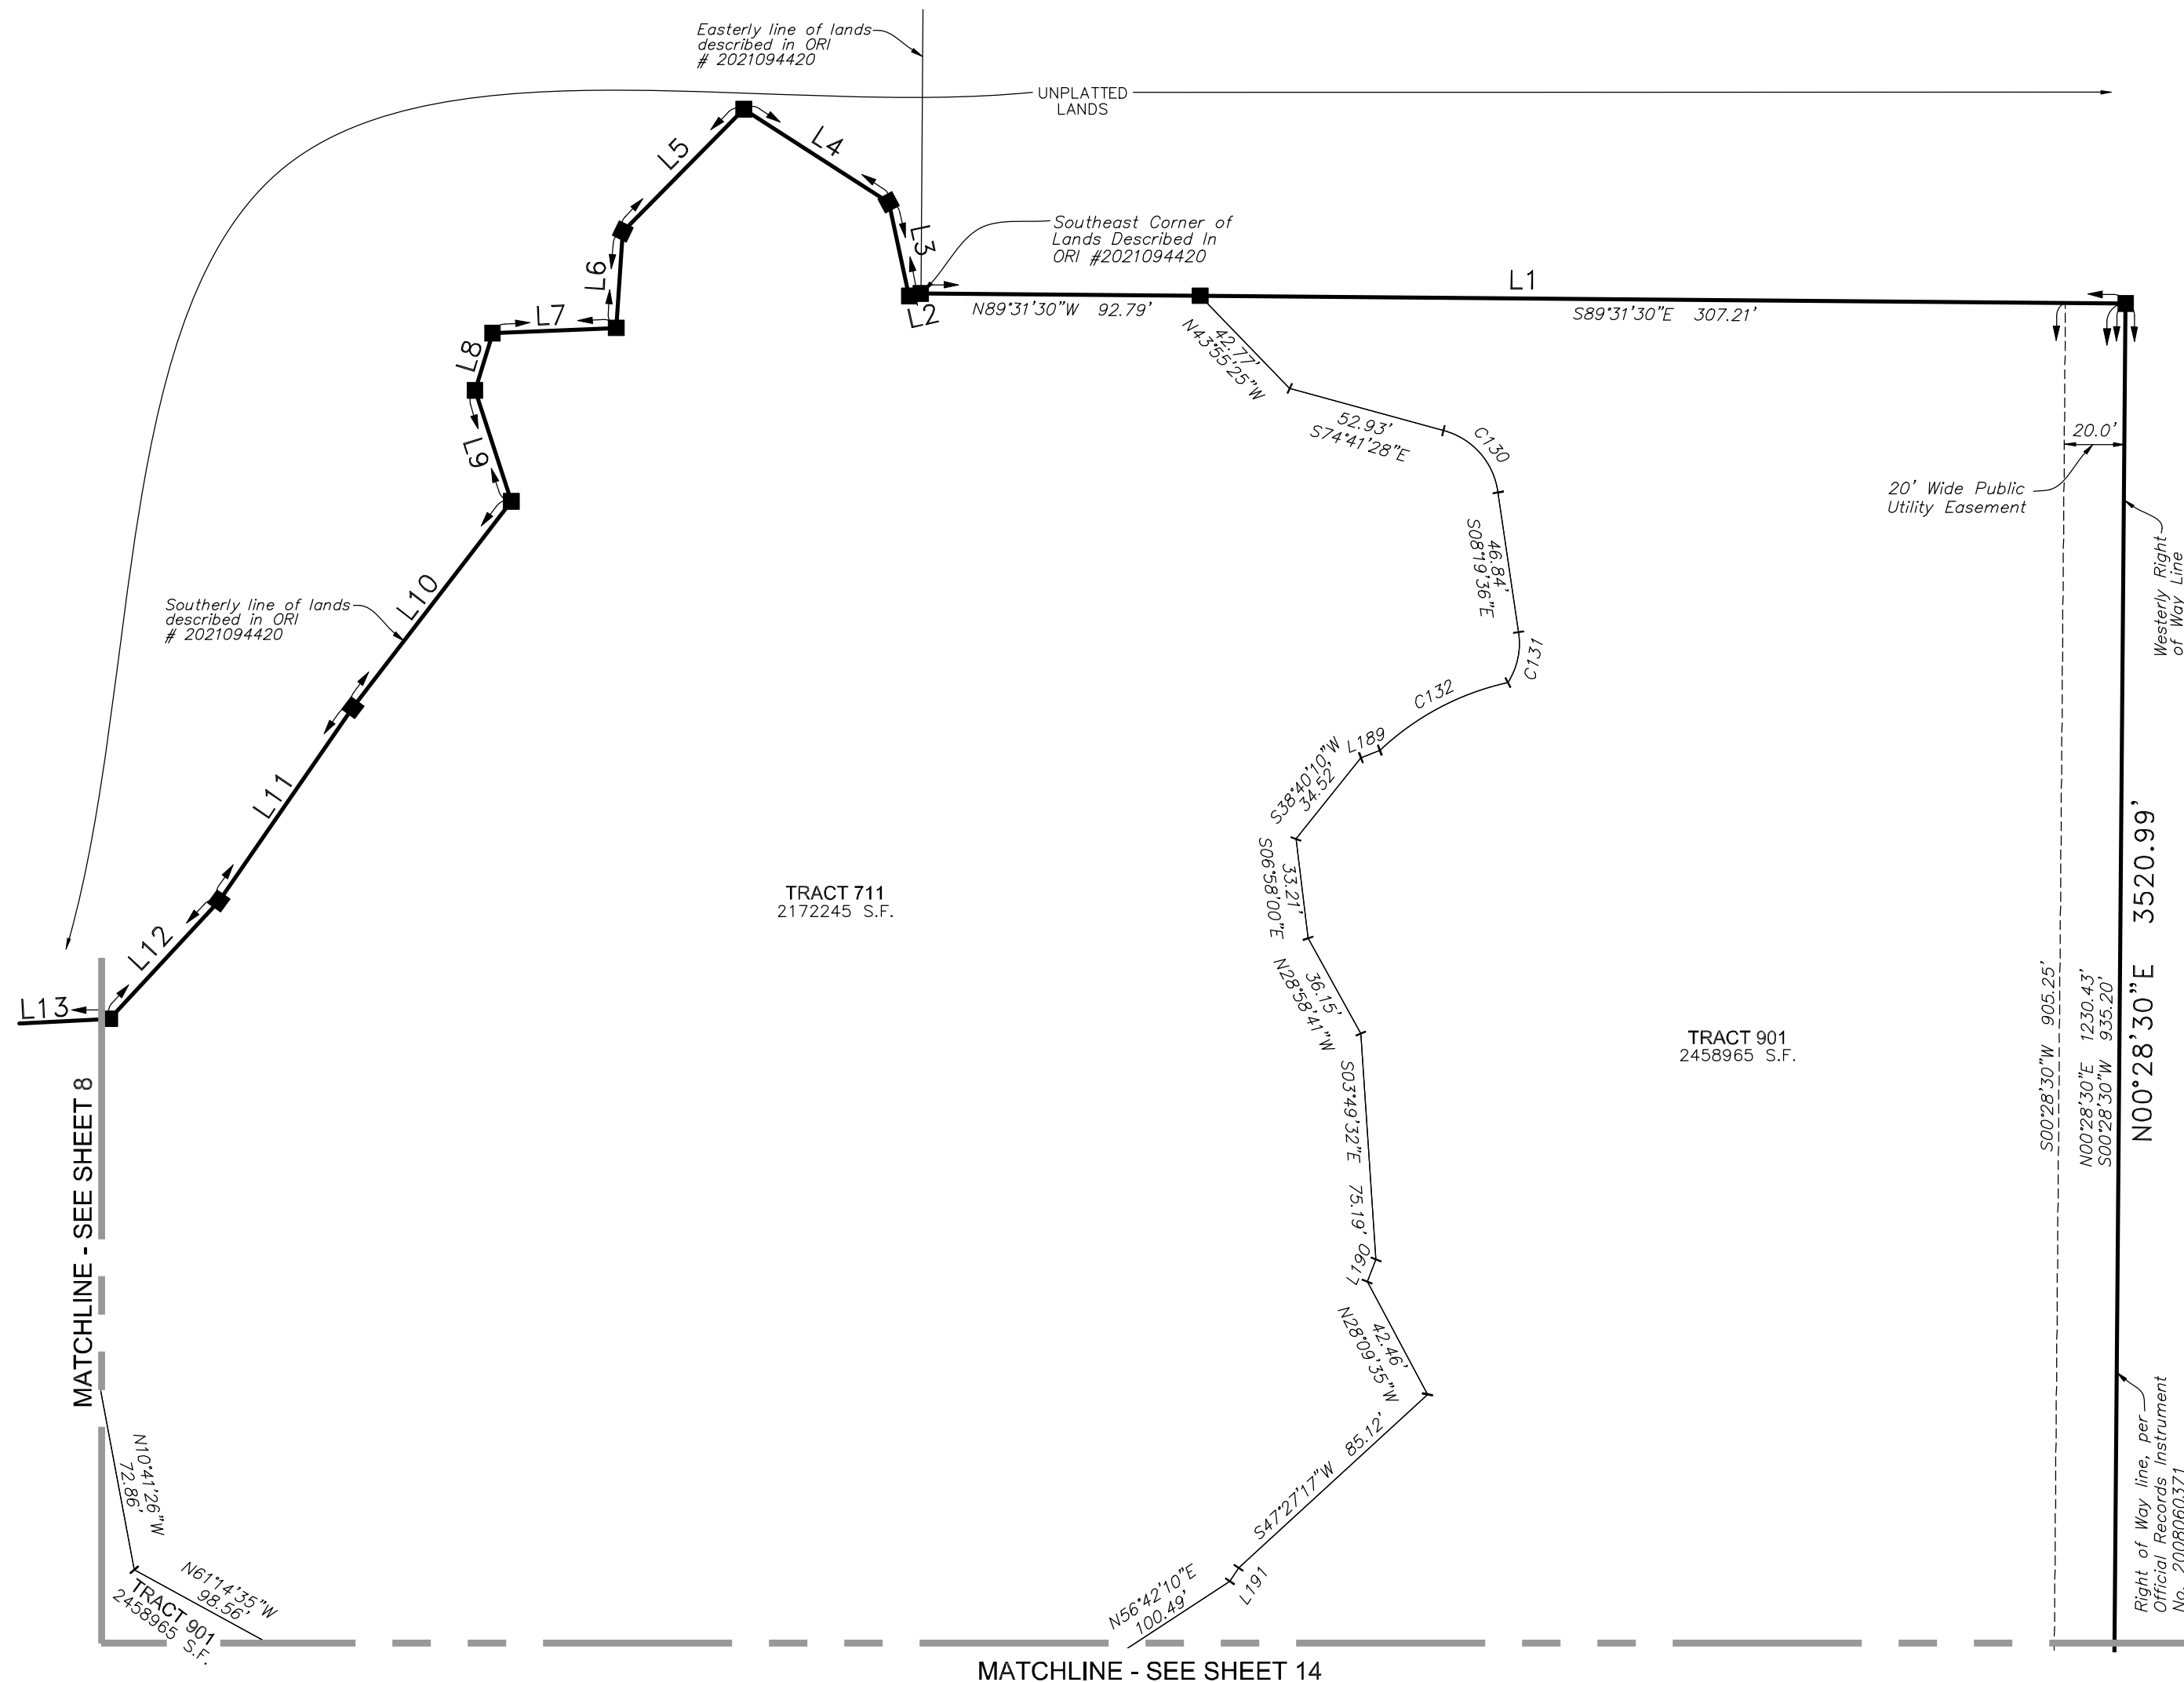 Easterly line of lands
described in ORI
# 2021094420
UNPLATTED
LANDS
L5
L4
L3
L6
L7
L8
L9
L2
L1
Southeast Corner of
Lands Described In
ORI #2021094420
N89°31'30"W 92.79'
S89°31'30"E 307.21'
42.77'
N43°55'25"W
52.93'
S74°41'28"E
C130
20.0'
20' Wide Public
Utility Easement
46.84'
S08°19'36"E
Westerly Right
of Way Line
C131
C132
L189
L10
Southerly line of lands
described in ORI
# 2021094420
S38°40'10"W
34.52'
L11
33.21'
S06°58'00"E
TRACT 711
2172245 S.F.
L12
L13
36.15'
N28°58'41"W
TRACT 901
2458965 S.F.
S00°28'30"W 905.25'
N00°28'30"E 1230.43'
S00°28'30"W 935.20'
N00°28'30"E 3520.99'
S03°49'32"E 75.19'
L190
MATCHLINE - SEE SHEET 8
42.46'
N28°09'35"W
S47°27'17"W 85.12'
L191
N56°42'10"E
100.49'
N10°41'26"W
72.86'
N61°14'35"W
98.56'
TRACT 901
2458965 S.F.
Right of Way line, per
Official Records Instrument
No. 2008060371
MATCHLINE - SEE SHEET 14